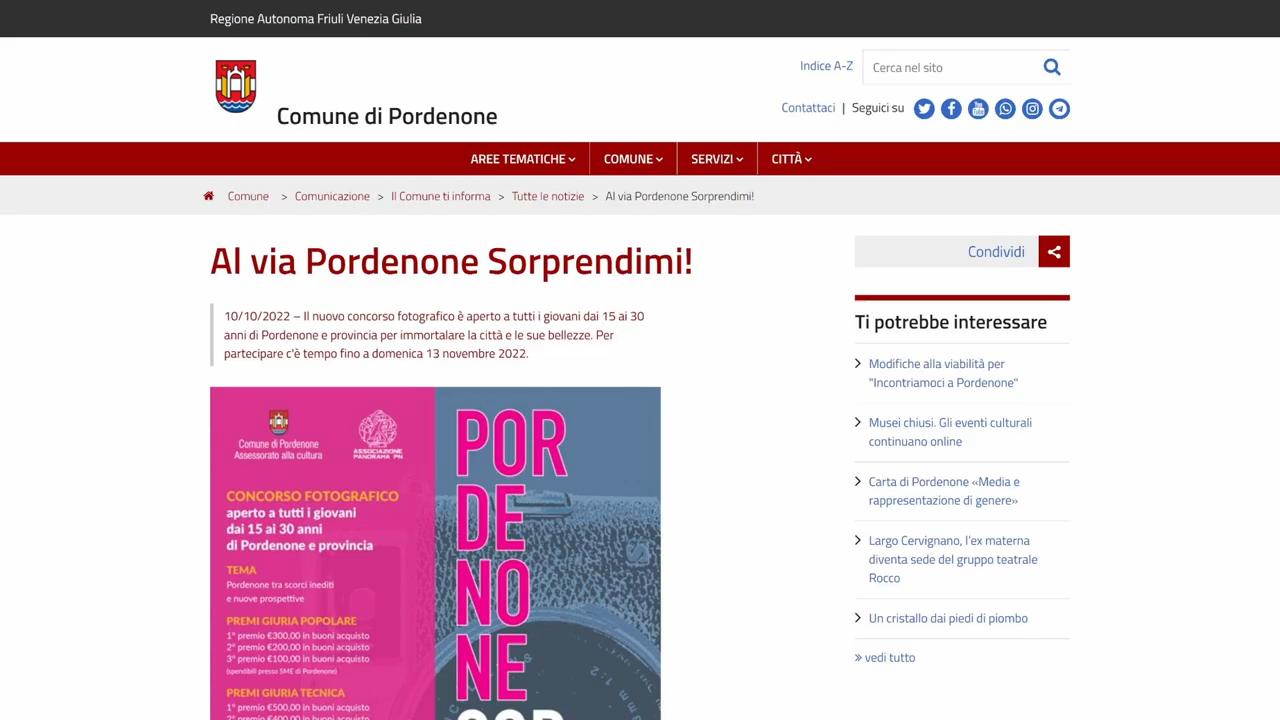 Regione Autonoma Friuli Venezia Giulia
Comune di Pordenone
Indice A-Z
Cerca nel sito
Contattaci | Seguici su
AREE TEMATICHE
COMUNE
SERVIZI
CITTÀ
Comune > Comunicazione > Il Comune ti informa > Tutte le notizie > Al via Pordenone Sorprendimi!
Al via Pordenone Sorprendimi!
10/10/2022 – Il nuovo concorso fotografico è aperto a tutti i giovani dai 15 ai 30
anni di Pordenone e provincia per immortalare la città e le sue bellezze. Per
partecipare c'è tempo fino a domenica 13 novembre 2022.
Comune di Pordenone
Assessorato alla cultura
ASSOCIAZIONE
PANORAMA PN
CONCORSO FOTOGRAFICO
aperto a tutti i giovani
dai 15 ai 30 anni
di Pordenone e provincia
TEMA
Pordenone tra scorci inediti
e nuove prospettive
PREMI GIURIA POPOLARE
1° premio €300,00 in buoni acquisto
2° premio €200,00 in buoni acquisto
3° premio €100,00 in buoni acquisto
(spendibili presso SME di Pordenone)
PREMI GIURIA TECNICA
1° premio €500,00 in buoni acquisto
POR
DE
NO
NE
Condividi
Ti potrebbe interessare
Modifiche alla viabilità per
"Incontriamoci a Pordenone"
Musei chiusi. Gli eventi culturali
continuano online
Carta di Pordenone «Media e
rappresentazione di genere»
Largo Cervignano, l'ex materna
diventa sede del gruppo teatrale
Rocco
Un cristallo dai piedi di piombo
» vedi tutto